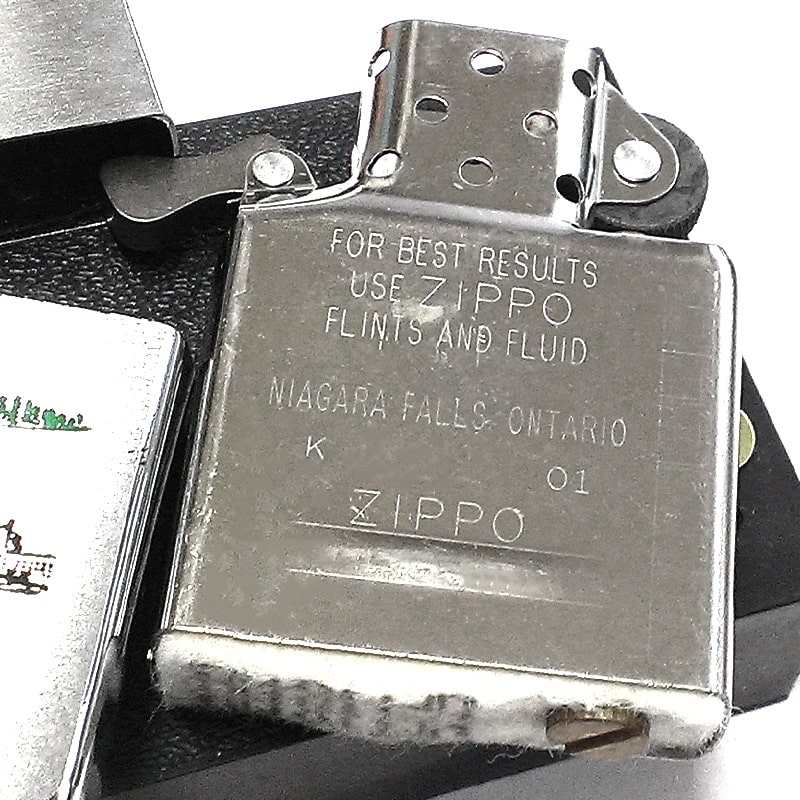 FOR BEST RESULTS
USE ZIPPO
FLINTS AND FLUID
NIAGARA FALLS ONTARIO
K 01
ZIPPO